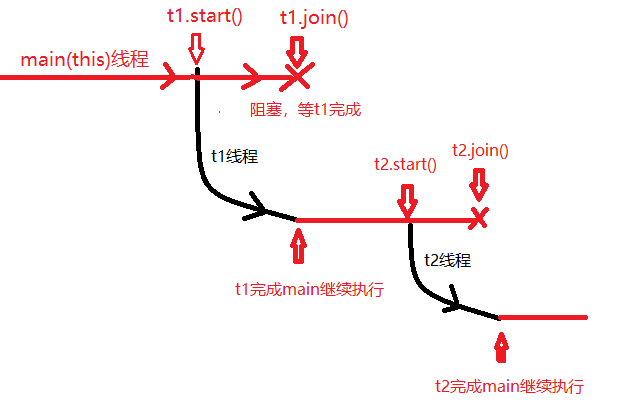 t1.start()
t1.join()
main(this)线程
阻塞，等t1完成
t1线程
t2.start()
t2.join()
t2线程
t1完成main继续执行
t2完成main继续执行